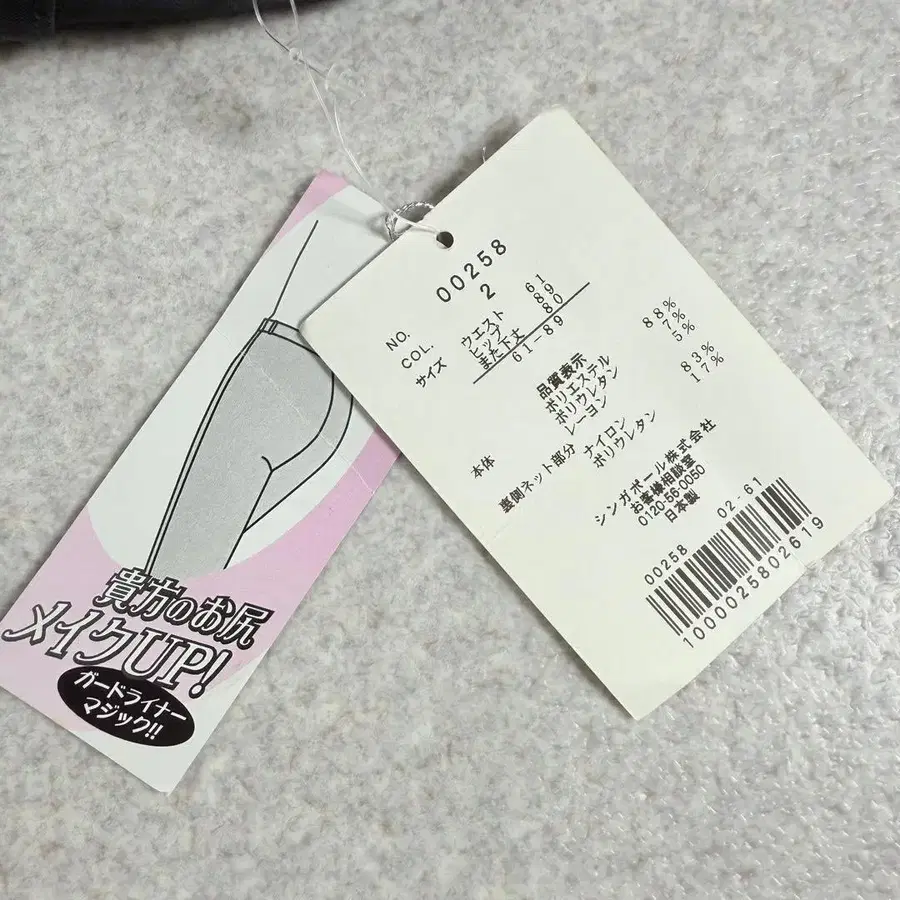 貴方のお尻
メイクUP!
ガードライナー
マジック!!
NO. 00258
COL. 2
サイズ ウエスト 61
ヒップ 89
また下丈 80
61-89
品質表示
本体 ポリエステル 88%
ポリウレタン 7%
レーヨン 5%
裏側ネット部分 ナイロン 83%
ポリウレタン 17%
シンガポール株式会社
お客様相談室
0120-56-0050
日本製
00258 02-61
1000025802619